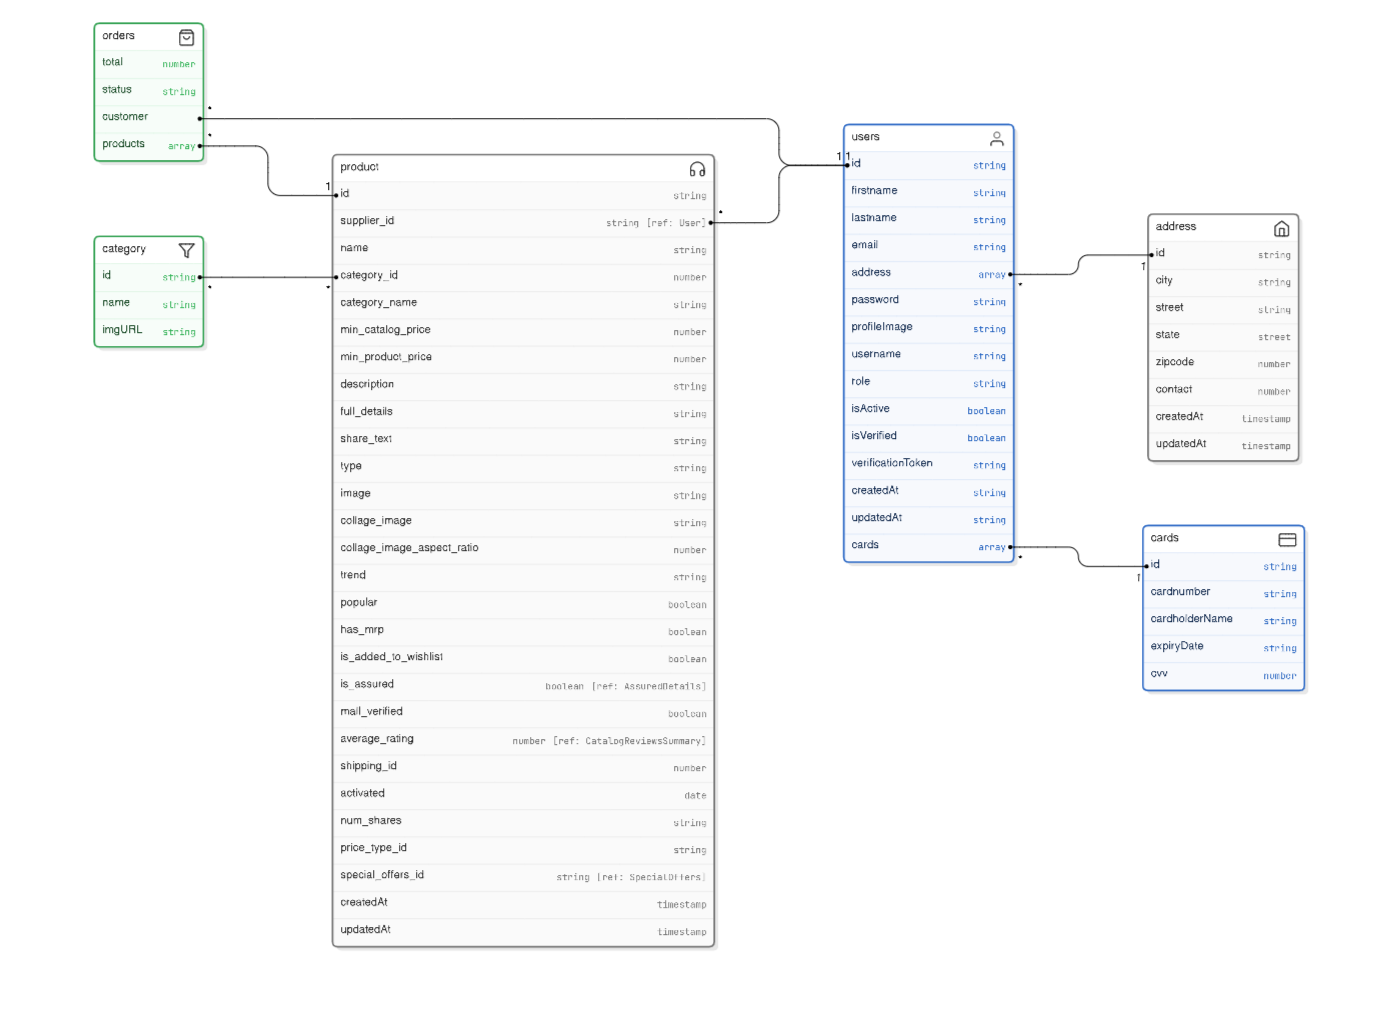 orders
total number
status string
customer
products array
*
*
category
id string
name string
imgURL string
*
*
1
product
id string
supplier_id string [ref: User]
name string
category_id number
category_name string
min_catalog_price number
min_product_price number
description string
full_details string
share_text string
type string
image string
collage_image string
collage_image_aspect_ratio number
trend string
popular boolean
has_mrp boolean
is_added_to_wishlist boolean
is_assured boolean [ref: AssuredDetails]
mall_verified boolean
average_rating number [ref: CatalogReviewsSummary]
shipping_id number
activated date
num_shares string
price_type_id string
special_offers_id string [ref: SpecialOffers]
createdAt timestamp
updatedAt timestamp
*
1 1
users
id string
firstname string
lastname string
email string
address array
password string
profileImage string
username string
role string
isActive boolean
isVerified boolean
verificationToken string
createdAt string
updatedAt string
cards array
*
*
1
address
id string
city string
street string
state street
zipcode number
contact number
createdAt timestamp
updatedAt timestamp
1
cards
id string
cardnumber string
cardholderName string
expiryDate string
cvv number